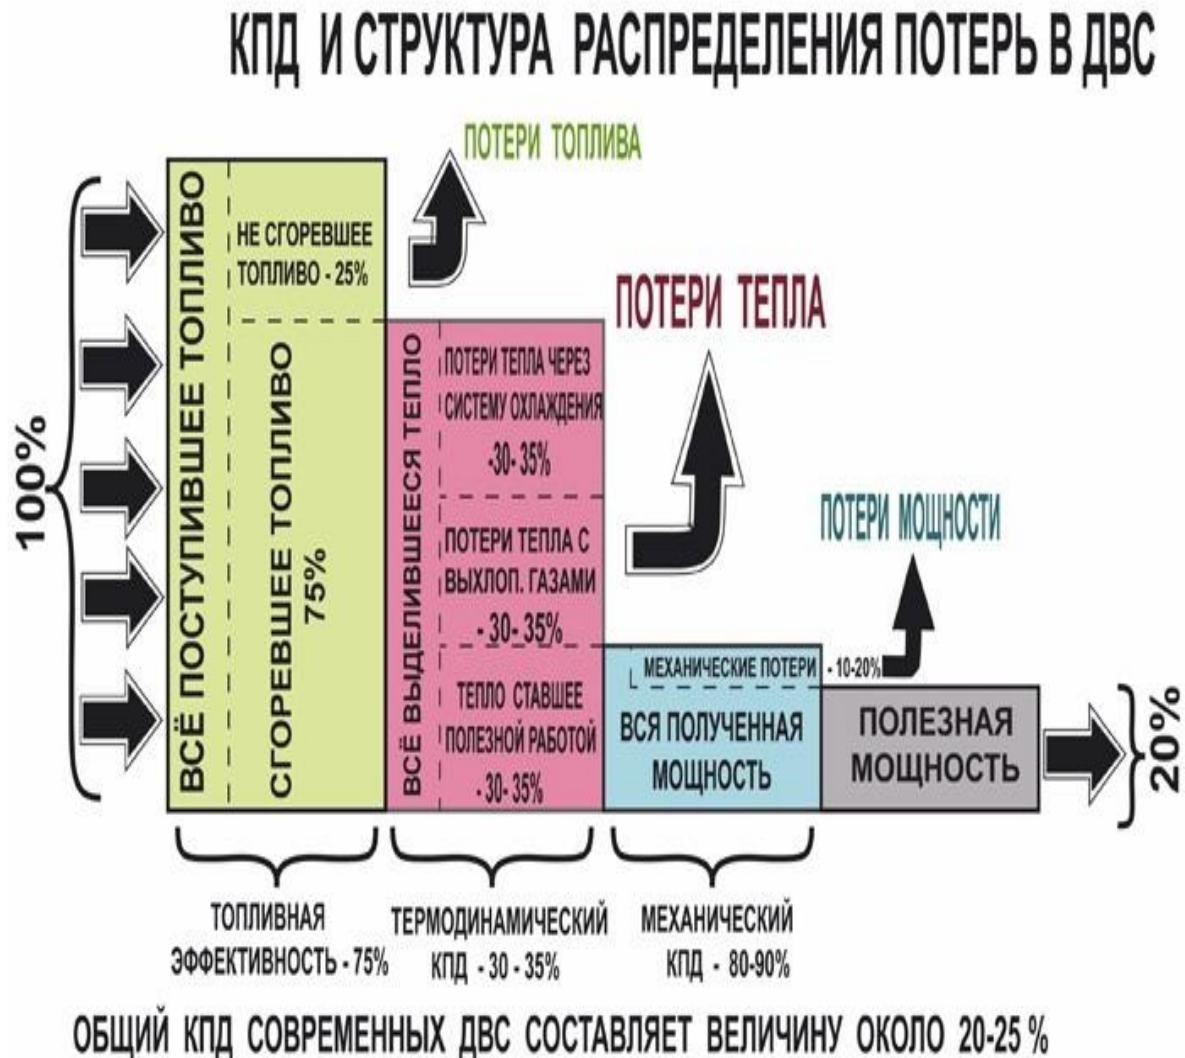 КПД И СТРУКТУРА РАСПРЕДЕЛЕНИЯ ПОТЕРЬ В ДВС
ПОТЕРИ ТОПЛИВА
100%
ВСЁ ПОСТУПИВШЕЕ ТОПЛИВО
НЕ СГОРЕВШЕЕ
ТОПЛИВО - 25%
СГОРЕВШЕЕ ТОПЛИВО
75%
ПОТЕРИ ТЕПЛА
ВСЁ ВЫДЕЛИВШЕЕСЯ ТЕПЛО
ПОТЕРИ ТЕПЛА ЧЕРЕЗ
СИСТЕМУ ОХЛАЖДЕНИЯ
-30- 35%
ПОТЕРИ ТЕПЛА С
ВЫХЛОП. ГАЗАМИ
- 30- 35%
ТЕПЛО СТАВШЕЕ
ПОЛЕЗНОЙ РАБОТОЙ
- 30- 35%
ПОТЕРИ МОЩНОСТИ
МЕХАНИЧЕСКИЕ ПОТЕРИ - 10-20%
ВСЯ ПОЛУЧЕННАЯ
МОЩНОСТЬ
ПОЛЕЗНАЯ
МОЩНОСТЬ
20%
ТОПЛИВНАЯ
ЭФФЕКТИВНОСТЬ - 75%
ТЕРМОДИНАМИЧЕСКИЙ
КПД - 30 - 35%
МЕХАНИЧЕСКИЙ
КПД - 80-90%
ОБЩИЙ КПД СОВРЕМЕННЫХ ДВС СОСТАВЛЯЕТ ВЕЛИЧИНУ ОКОЛО 20-25 %